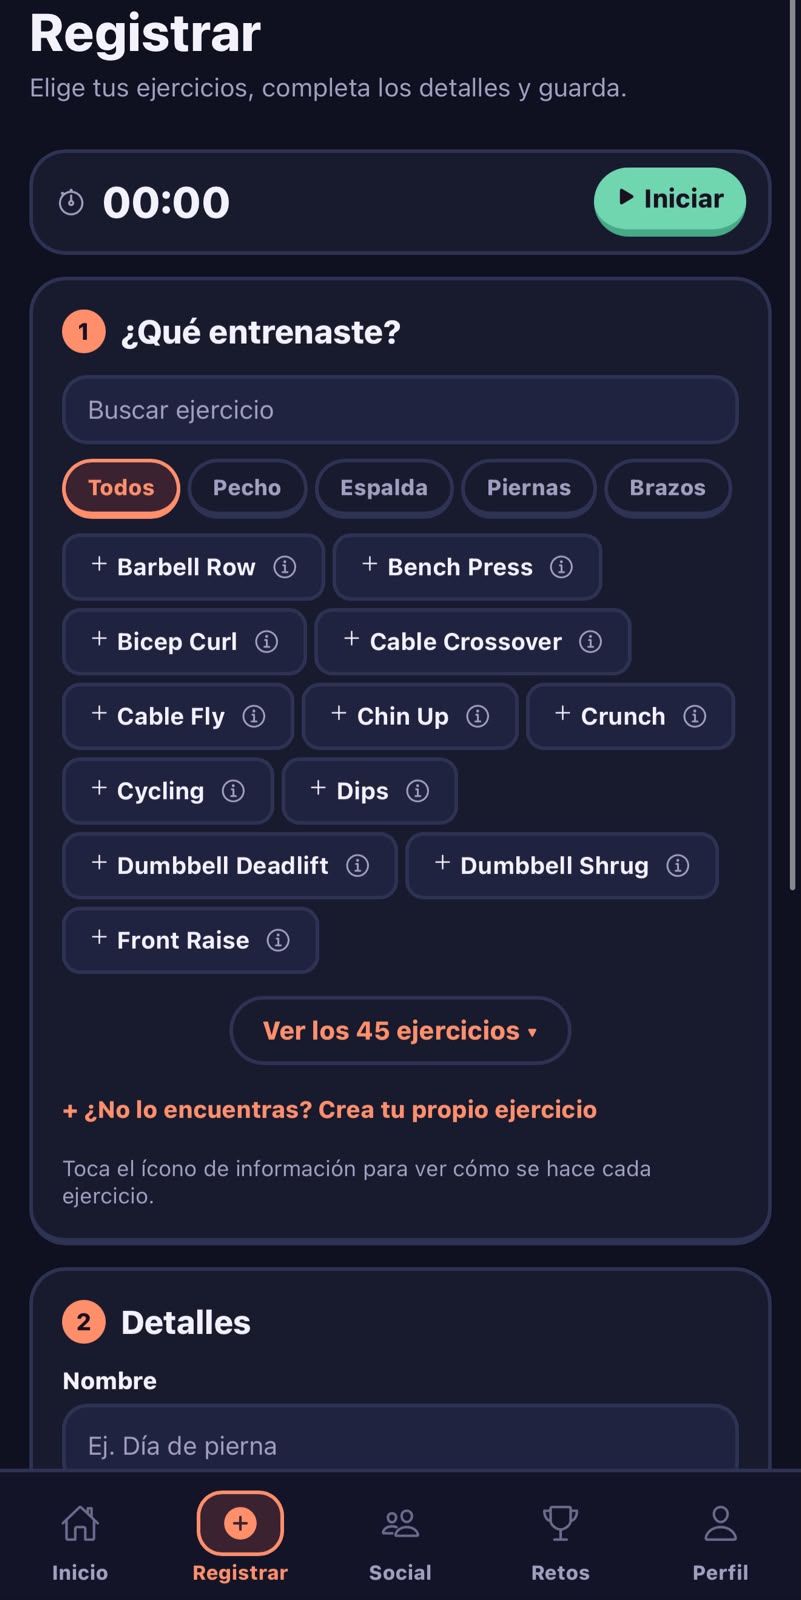 Registrar
Elige tus ejercicios, completa los detalles y guarda.
00:00
Iniciar
1 ¿Qué entrenaste?
Buscar ejercicio
Todos Pecho Espalda Piernas Brazos
+ Barbell Row + Bench Press
+ Bicep Curl + Cable Crossover
+ Cable Fly + Chin Up + Crunch
+ Cycling + Dips
+ Dumbbell Deadlift + Dumbbell Shrug
+ Front Raise
Ver los 45 ejercicios ▾
+ ¿No lo encuentras? Crea tu propio ejercicio
Toca el ícono de información para ver cómo se hace cada
ejercicio.
2 Detalles
Nombre
Ej. Día de pierna
Inicio Registrar Social Retos Perfil